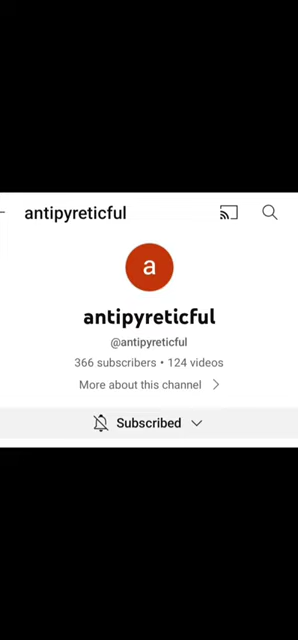 antipyreticful
a
antipyreticful
@antipyreticful
366 subscribers • 124 videos
More about this channel
Subscribed